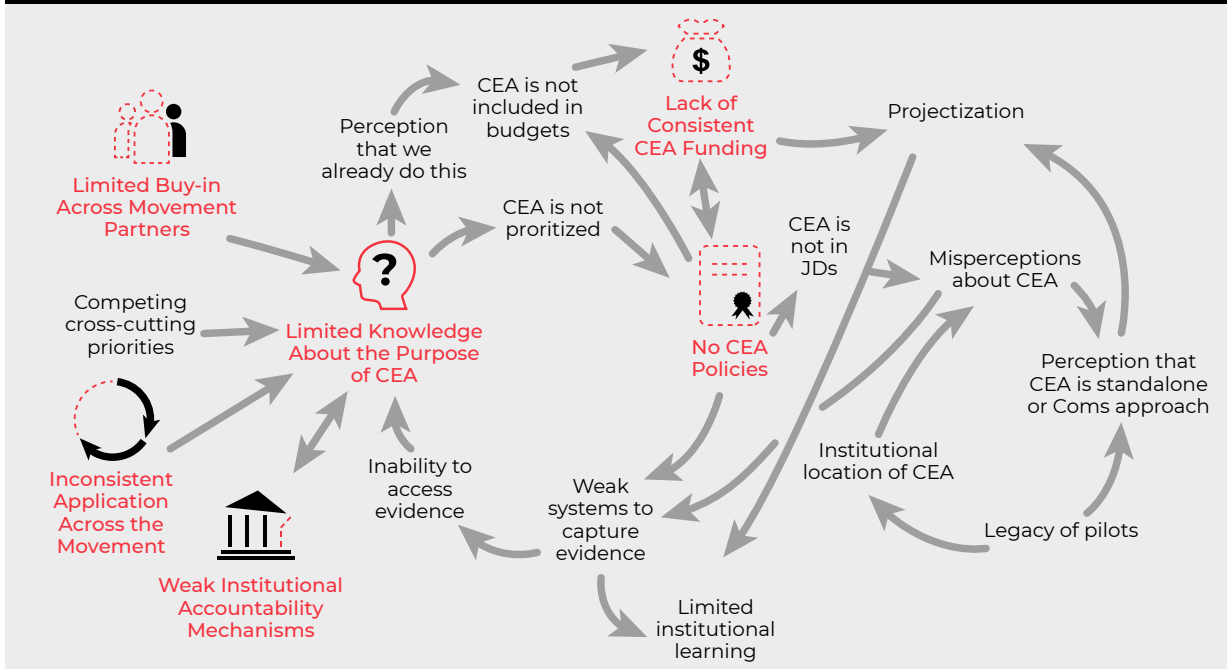 $
Lack of
Consistent
CEA Funding
CEA is not
included in
budgets
Projectization
Perception
that we
already do this
Limited Buy-in
Across Movement
Partners
CEA is not
prioritized
CEA is
not in
JDs
Misperceptions
about CEA
?
Competing
cross-cutting
priorities
Limited Knowledge
About the Purpose
of CEA
No CEA
Policies
Perception that
CEA is standalone
or Coms approach
Inconsistent
Application
Across the
Movement
Inability to
access
evidence
Weak
systems to
capture
evidence
Institutional
location of CEA
Legacy of pilots
Weak Institutional
Accountability
Mechanisms
Limited
institutional
learning